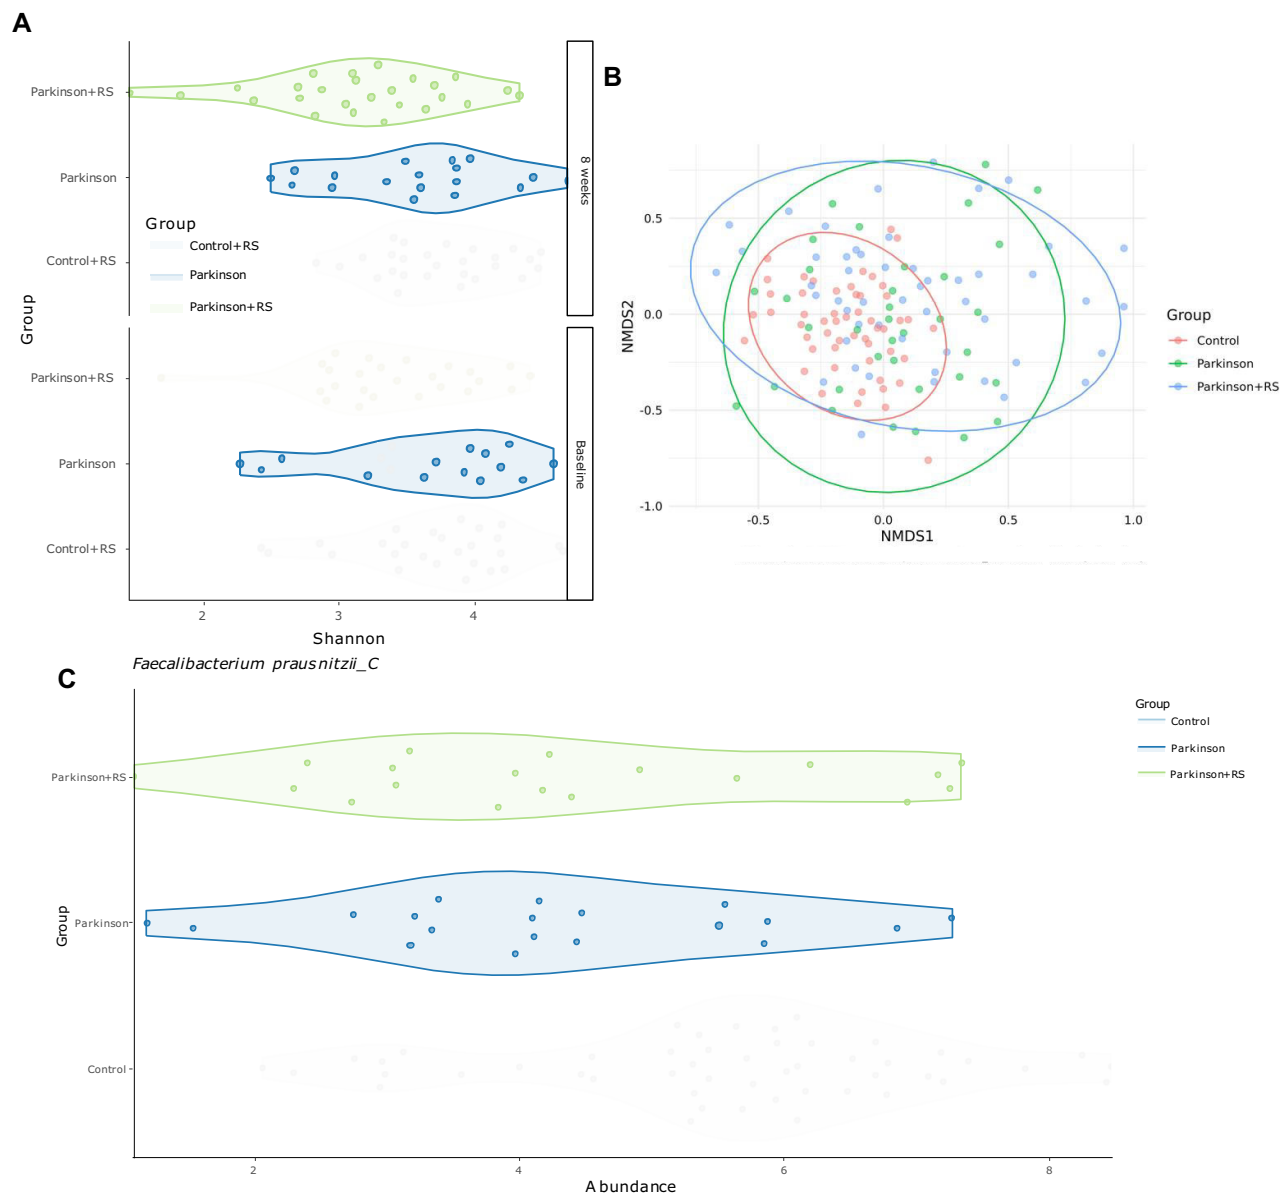 A
Parkinson+RS
Parkinson
Control+RS
Parkinson+RS
Parkinson
Control+RS
Group
Group
Control+RS
Parkinson
Parkinson+RS
8 weeks
Baseline
2
3
4
Shannon
B
0.5
0.0
-0.5
-1.0
NMDS2
-0.5
0.0
0.5
1.0
NMDS1
Group
Control
Parkinson
Parkinson+RS
Faecalibacterium prausnitzii_C
C
Parkinson+RS
Parkinson
Control
Group
2
4
6
8
Abundance
Group
Control
Parkinson
Parkinson+RS